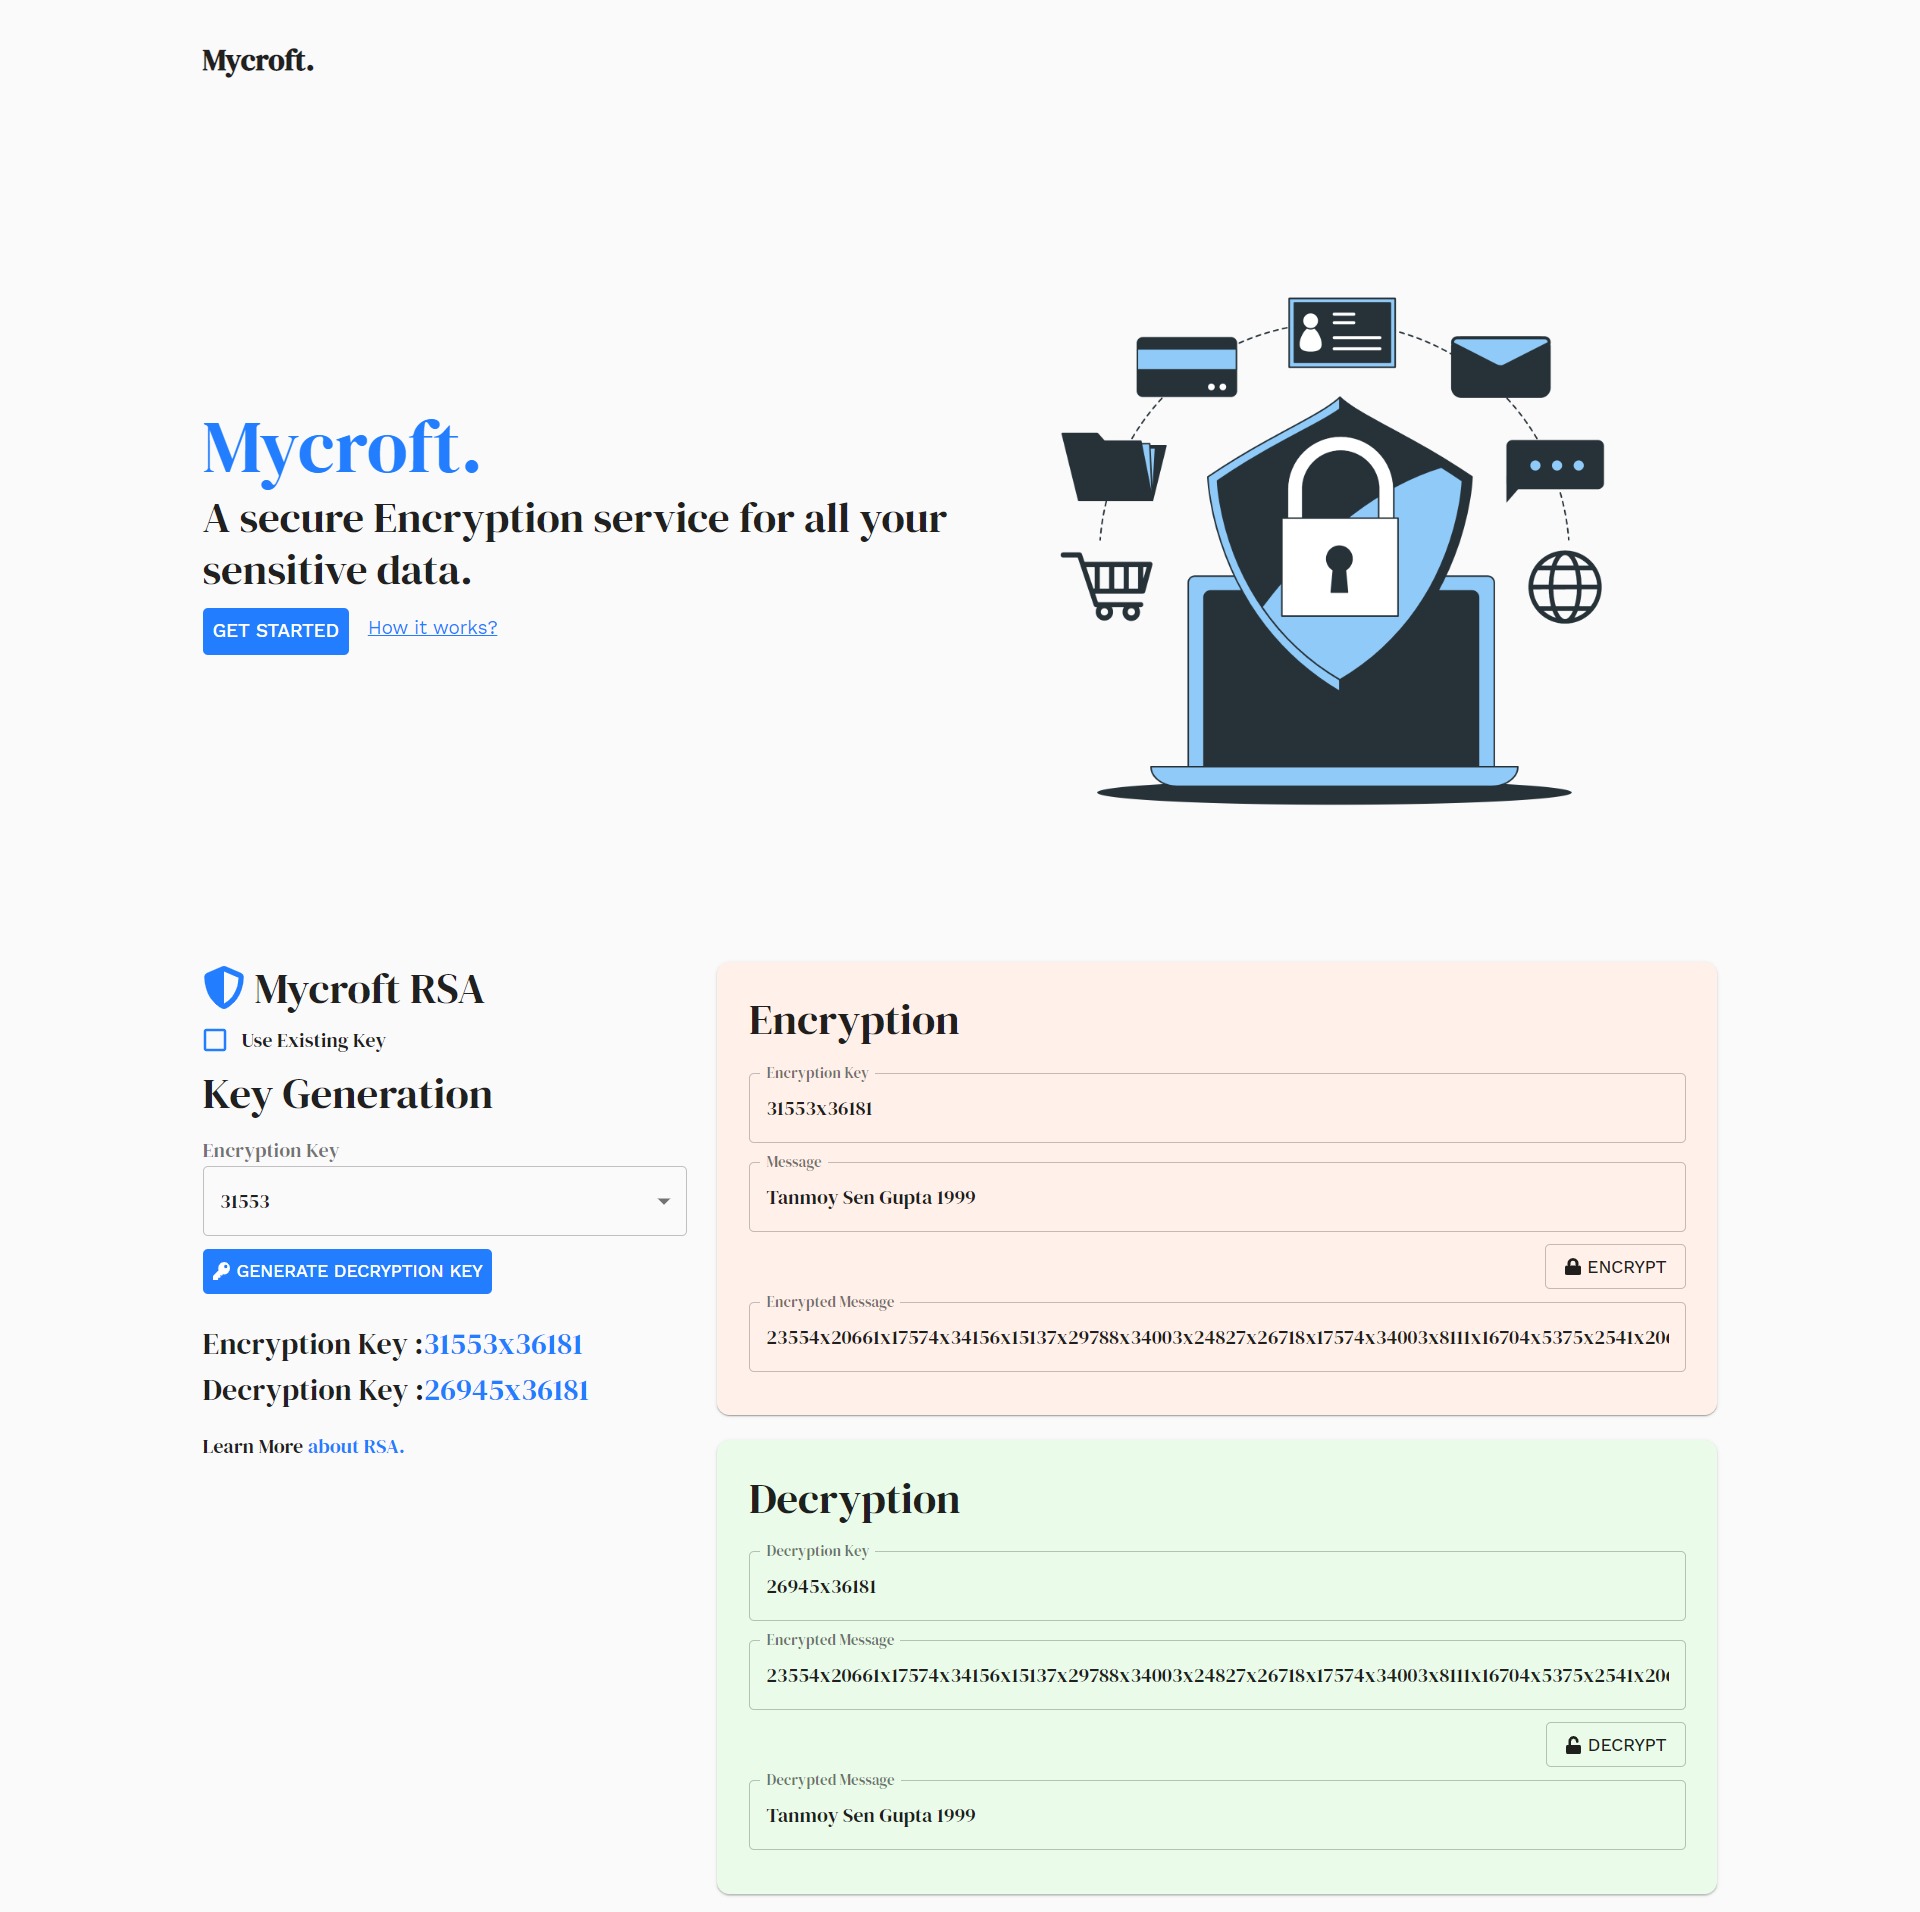 Mycroft.
Mycroft.
A secure Encryption service for all your
sensitive data.
GET STARTED
How it works?
Mycroft RSA
Use Existing Key
Key Generation
Encryption Key
31553
GENERATE DECRYPTION KEY
Encryption Key :31553x36181
Decryption Key :26945x36181
Learn More about RSA.
Encryption
Encryption Key
31553x36181
Message
Tanmoy Sen Gupta 1999
ENCRYPT
Encrypted Message
23554x20661x17574x34156x15137x29788x34003x24827x26718x17574x34003x8111x16704x5375x2541x20
Decryption
Decryption Key
26945x36181
Encrypted Message
23554x20661x17574x34156x15137x29788x34003x24827x26718x17574x34003x8111x16704x5375x2541x20
DECRYPT
Decrypted Message
Tanmoy Sen Gupta 1999